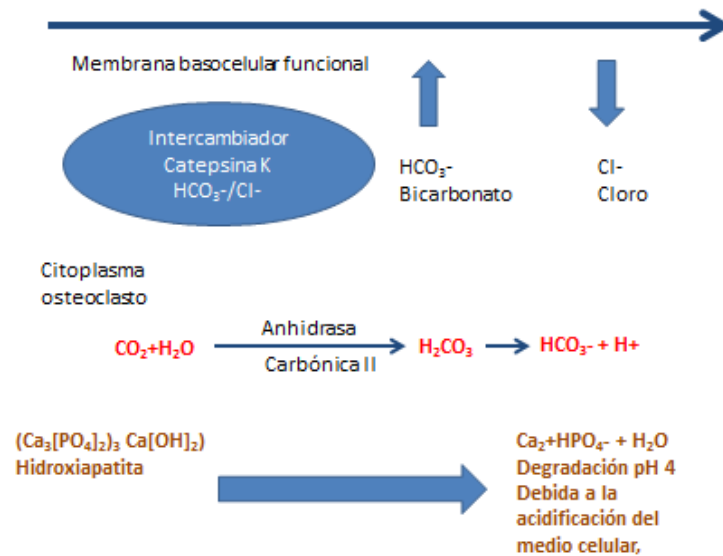 Membrana basocelular funcional
Intercambiador
Catepsina K
HCO₃-/Cl-
HCO₃-
Bicarbonato
Cl-
Cloro
Citoplasma
osteoclasto
CO₂+H₂O
Anhidrasa
Carbónica II
H₂CO₃
HCO₃- + H+
(Ca₃[PO₄]₂)₃ Ca[OH]₂)
Hidroxiapatita
Ca₂+HPO₄- + H₂O
Degradación pH 4
Debida a la
acidificación del
medio celular,